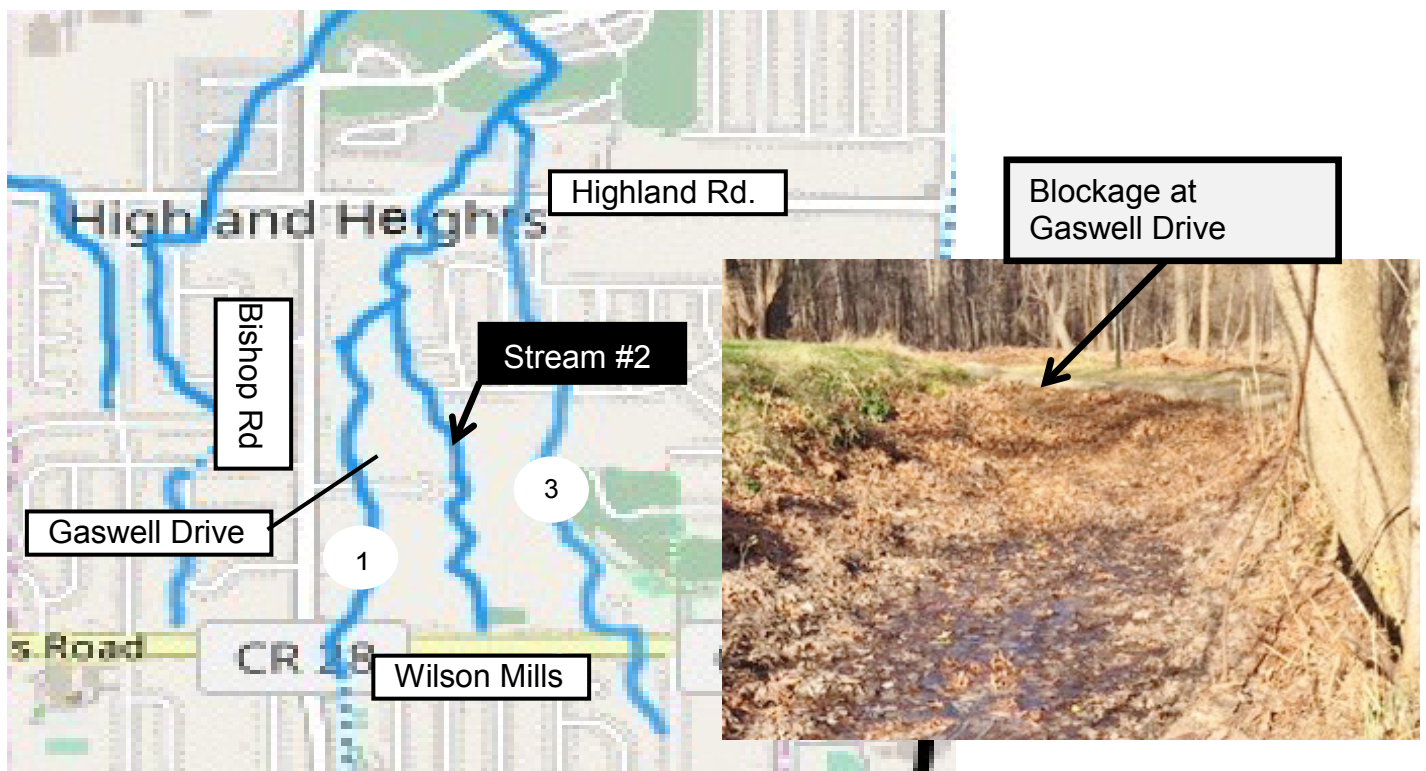 Highland Rd.
Blockage at
Gaswell Drive
Highland Heights
Bishop Rd
Stream #2
3
Gaswell Drive
1
s Road
CR 28
Wilson Mills